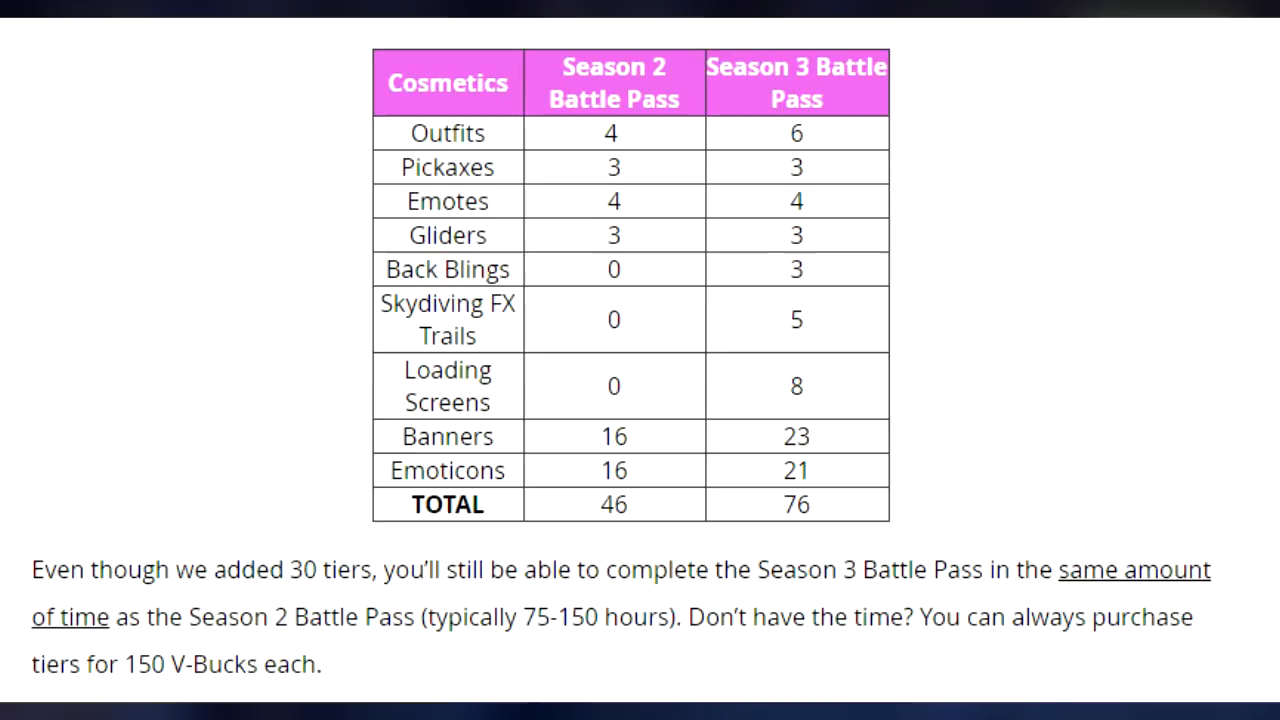 Cosmetics Season 2 Battle Pass Season 3 Battle Pass
Outfits 4 6
Pickaxes 3 3
Emotes 4 4
Gliders 3 3
Back Blings 0 3
Skydiving FX Trails 0 5
Loading Screens 0 8
Banners 16 23
Emoticons 16 21
TOTAL 46 76
Even though we added 30 tiers, you’ll still be able to complete the Season 3 Battle Pass in the same amount
of time as the Season 2 Battle Pass (typically 75-150 hours). Don’t have the time? You can always purchase
tiers for 150 V-Bucks each.